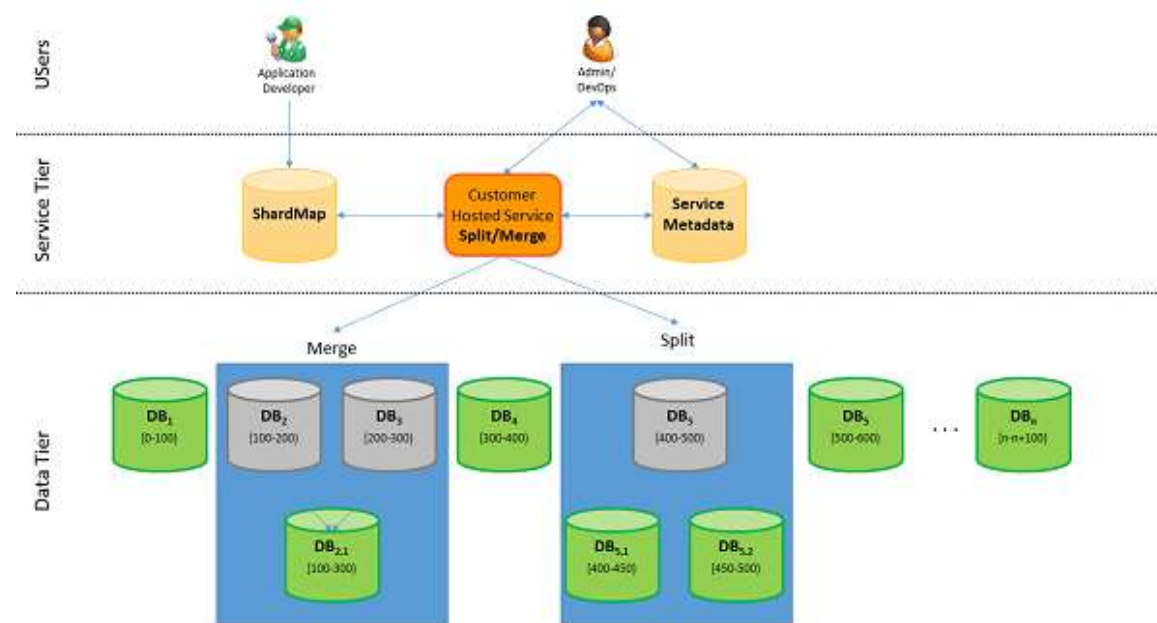 USers
Application
Developer
Admin/
DevOps
Service Tier
ShardMap
Customer
Hosted Service
Split/Merge
Service
Metadata
Data Tier
Merge
Split
DB1
[0-100)
DB2
[100-200)
DB3
[200-300)
DB4
[300-400)
DB5
[400-500)
DB5
[500-600)
. . .
DBn
[n-n+100)
DB2,1
[100-300)
DB5,1
[400-450)
DB5,2
[450-500)